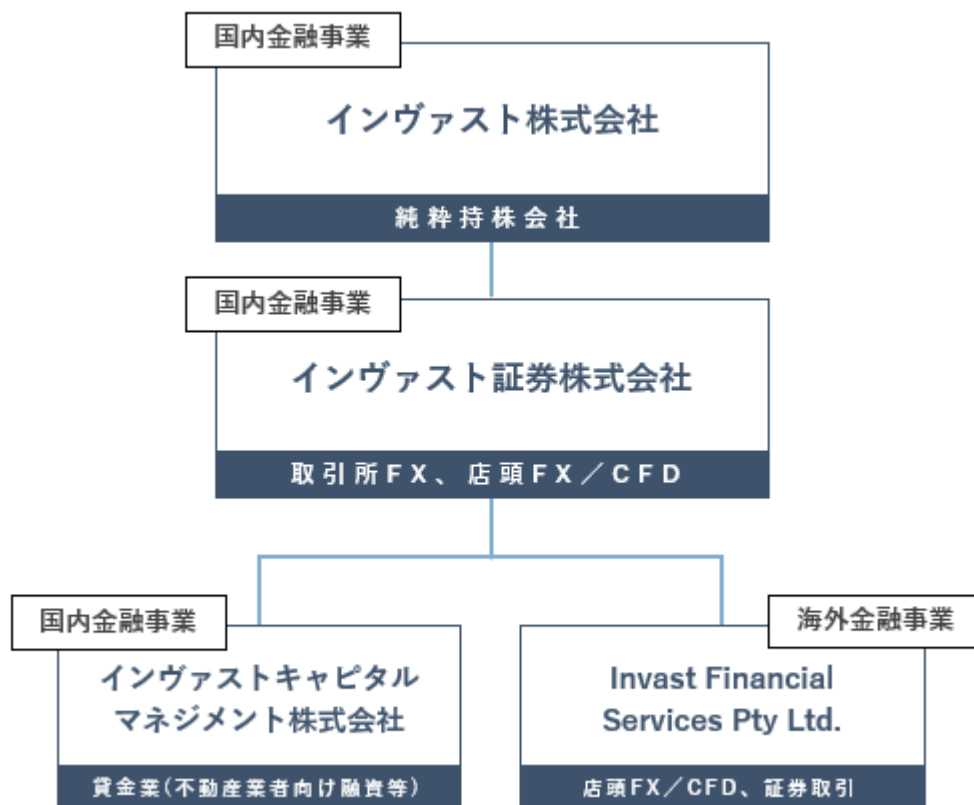 国内金融事業
インヴァスト株式会社
純粋持株会社
国内金融事業
インヴァスト証券株式会社
取引所FX、店頭FX／CFD
国内金融事業
インヴァストキャピタル
マネジメント株式会社
貸金業(不動産業者向け融資等)
海外金融事業
Invast Financial
Services Pty Ltd.
店頭FX／CFD、証券取引